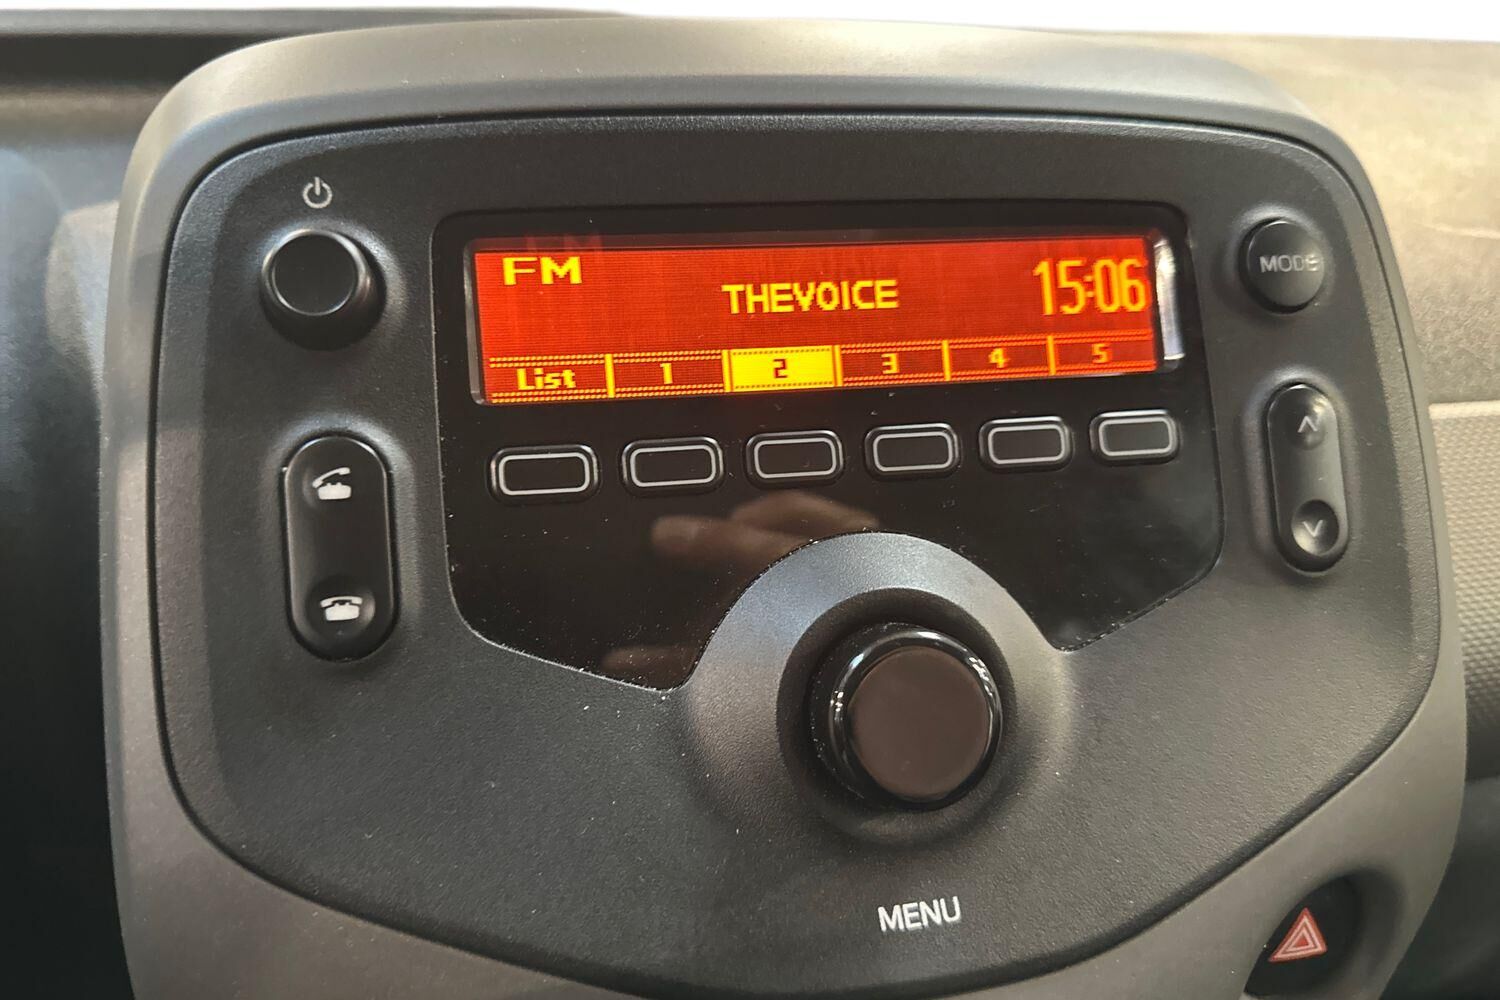 FM
THEVOICE
15:06
List 1 2 3 4 5
MODE
MENU